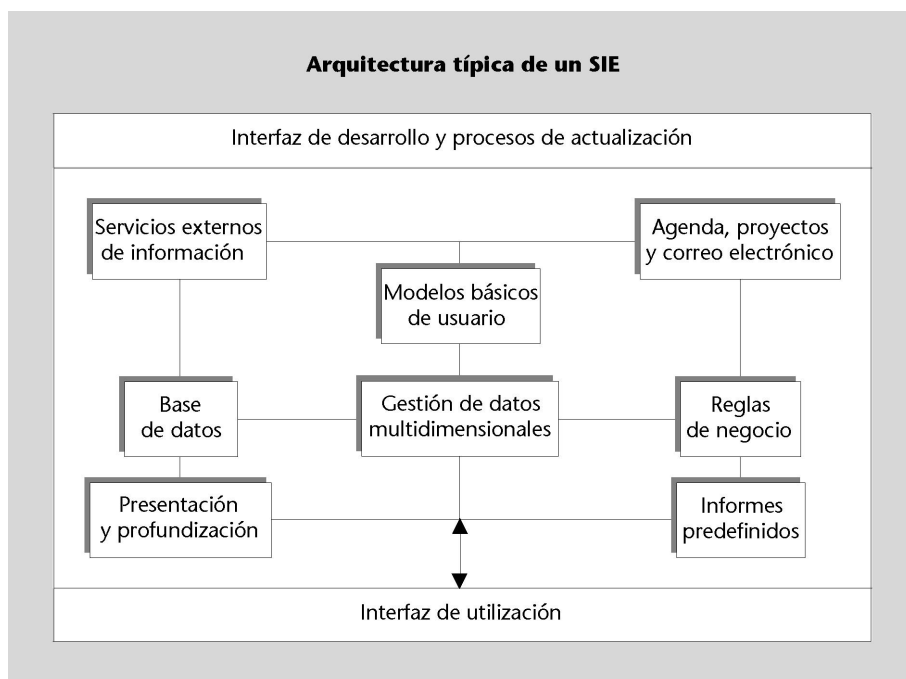 Arquitectura típica de un SIE
Interfaz de desarrollo y procesos de actualización
Servicios externos
de información
Agenda, proyectos
y correo electrónico
Modelos básicos
de usuario
Base
de datos
Gestión de datos
multidimensionales
Reglas
de negocio
Presentación
y profundización
Informes
predefinidos
Interfaz de utilización